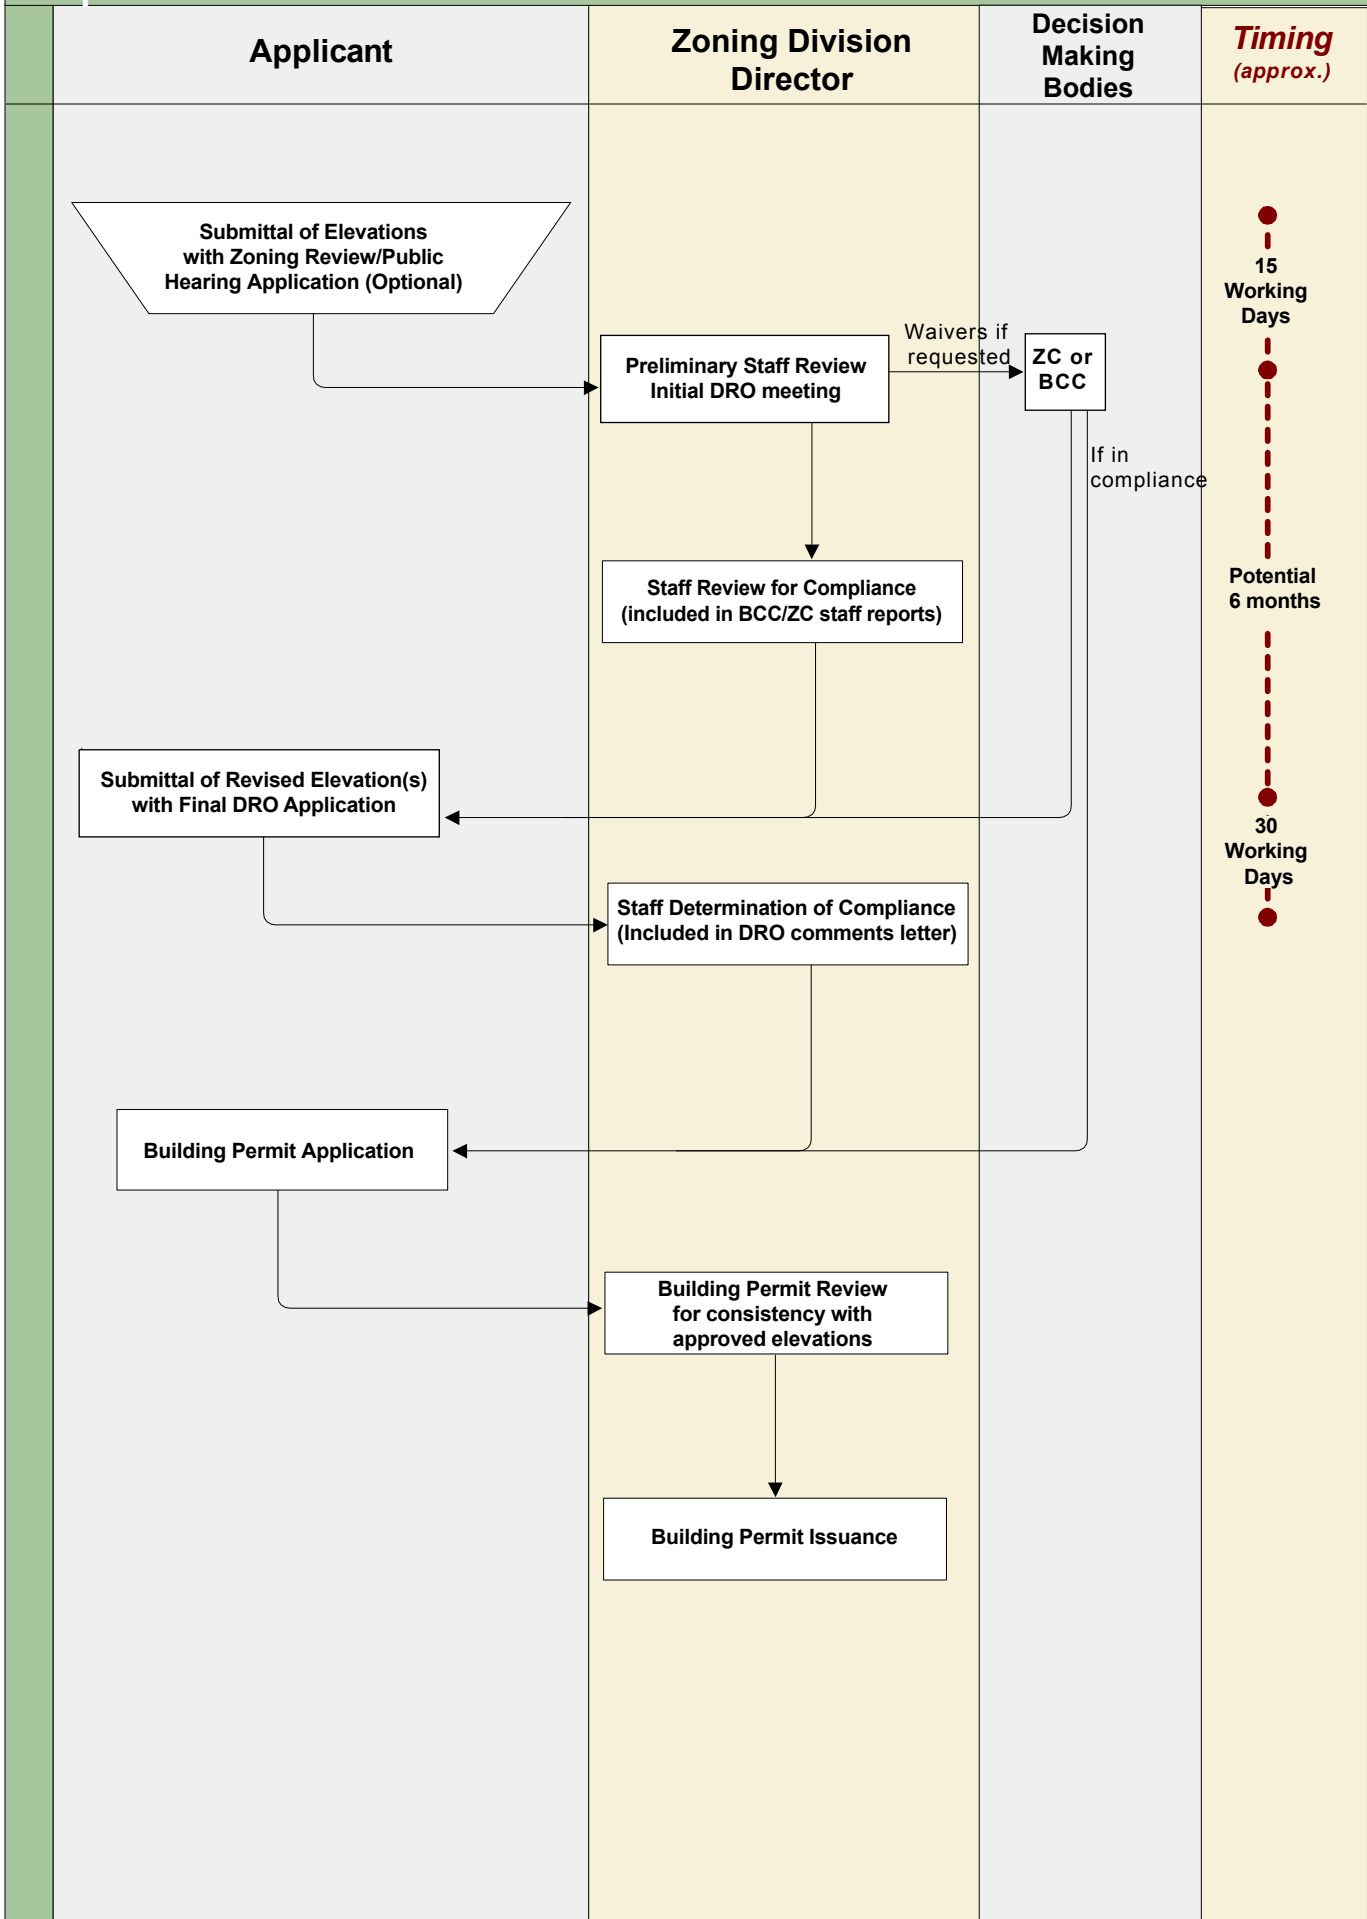 Applicant
Zoning Division
Director
Decision
Making
Bodies
Timing
(approx.)
Submittal of Elevations
with Zoning Review/Public
Hearing Application (Optional)
15
Working
Days
Waivers if
requested
Preliminary Staff Review
Initial DRO meeting
ZC or
BCC
If in
compliance
Staff Review for Compliance
(included in BCC/ZC staff reports)
Potential
6 months
Submittal of Revised Elevation(s)
with Final DRO Application
30
Working
Days
Staff Determination of Compliance
(Included in DRO comments letter)
Building Permit Application
Building Permit Review
for consistency with
approved elevations
Building Permit Issuance